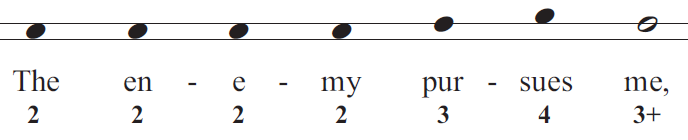 The en - e - my pur - sues me,
2 2 2 2 3 4 3+